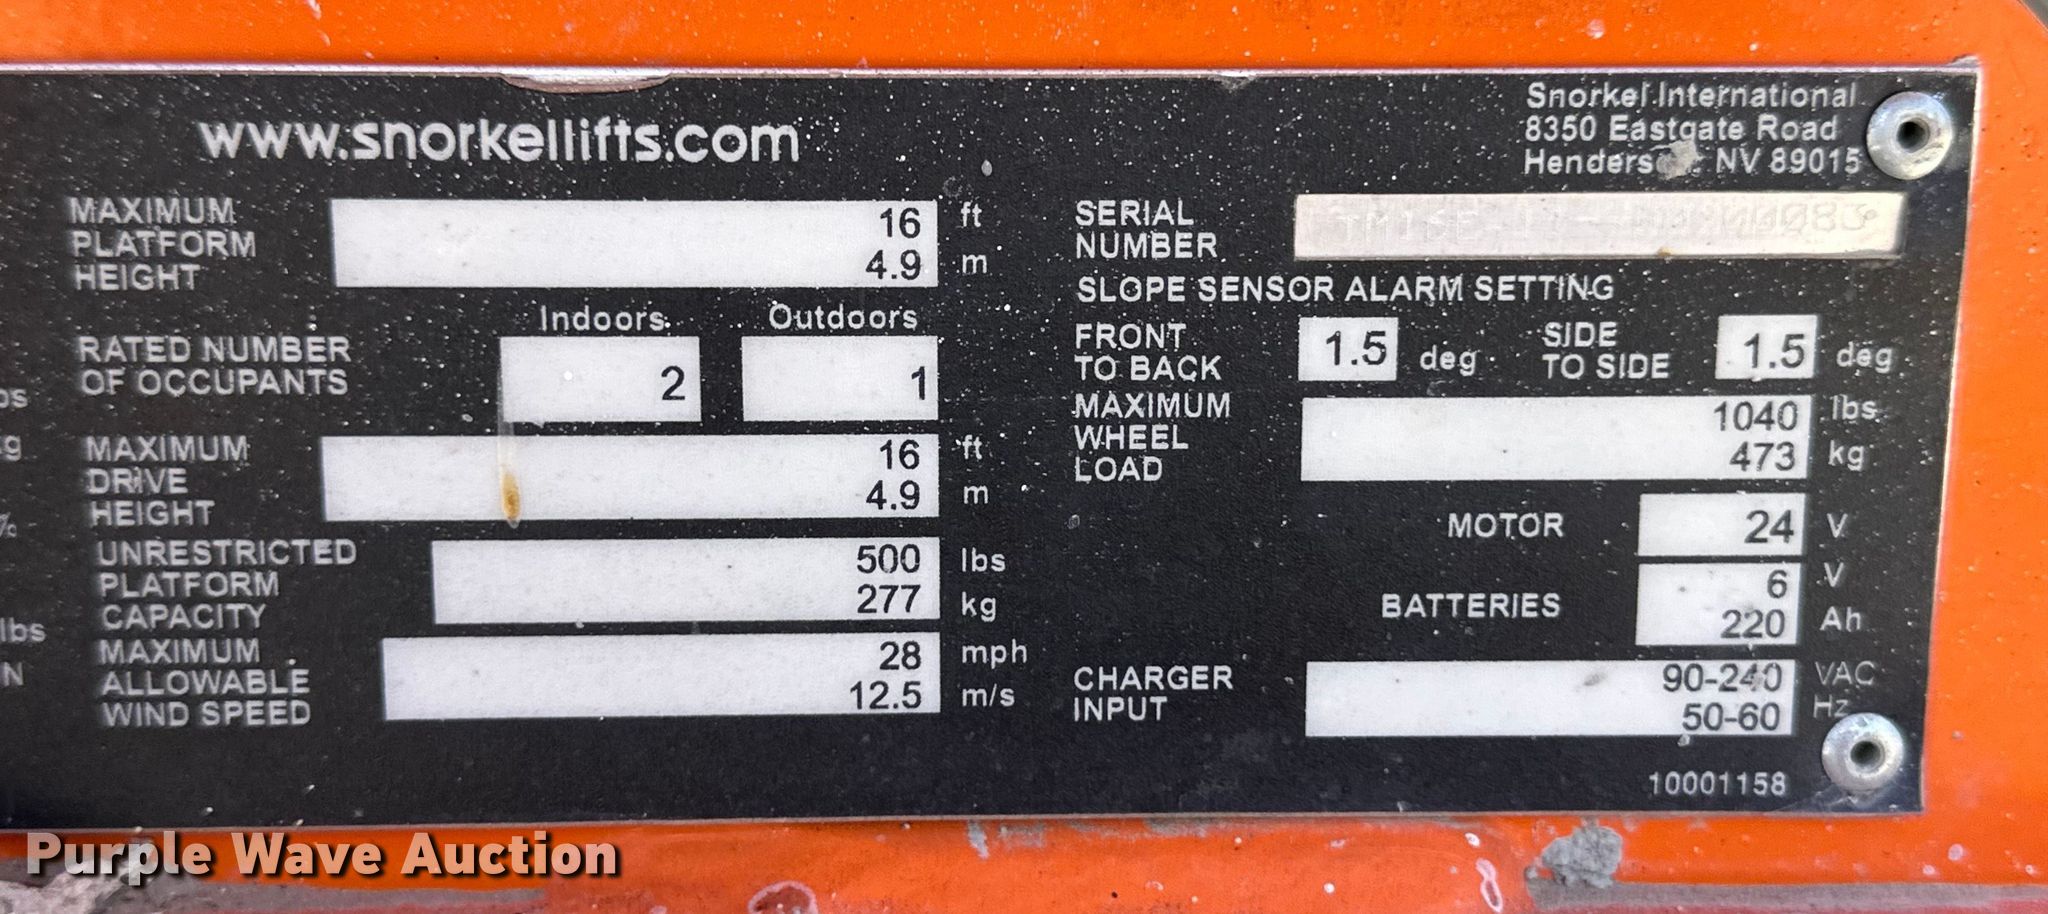 www.snorkellifts.com
Snorkel International
8350 Eastgate Road
NV 89015
MAXIMUM
PLATFORM
HEIGHT
16 ft
4.9 m
Indoors
Outdoors
RATED NUMBER
OF OCCUPANTS
2
1
MAXIMUM
DRIVE
HEIGHT
16 ft
4.9 m
UNRESTRICTED
PLATFORM
CAPACITY
500 lbs
277 kg
MAXIMUM
ALLOWABLE
WIND SPEED
28 mph
12.5 m/s
SERIAL
NUMBER
SLOPE SENSOR ALARM SETTING
FRONT
TO BACK
1.5 deg
SIDE
TO SIDE
1.5 deg
MAXIMUM
WHEEL
LOAD
1040 lbs
473 kg
MOTOR
24 V
BATTERIES
6 V
220 Ah
CHARGER
INPUT
90-240 VAC
50-60 Hz
10001158
%
lbs
N
Purple Wave Auction